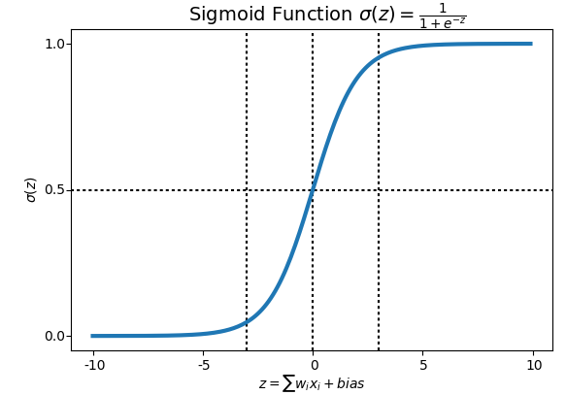 Sigmoid Function σ(z) = 1/(1+e^{-z})
1.0
0.5
0.0
σ(z)
-10 -5 0 5 10
z = ∑wᵢxᵢ + bias